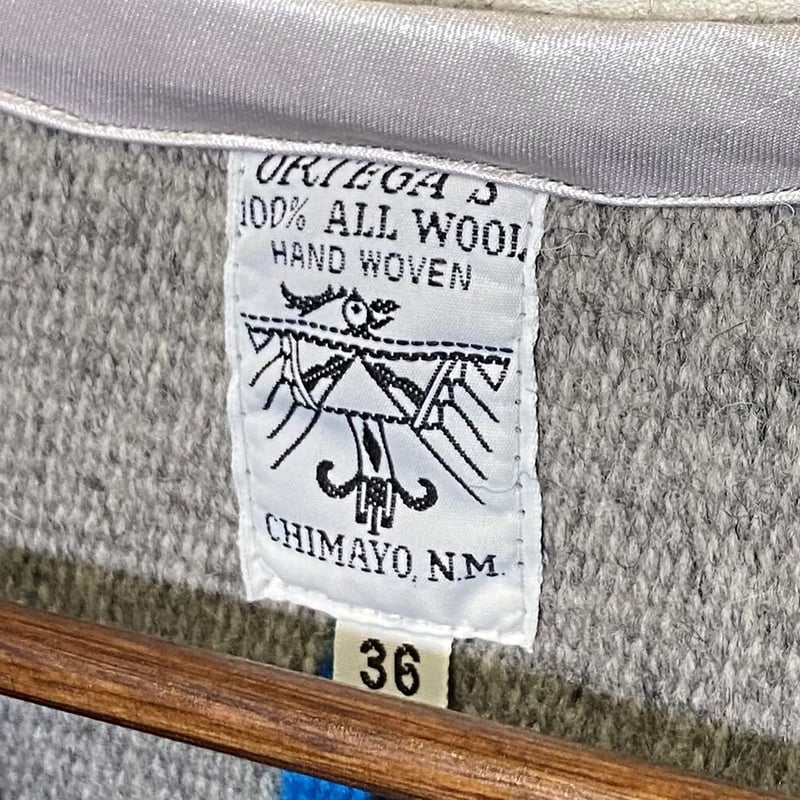 ORTEGA'S
100% ALL WOOL
HAND WOVEN
CHIMAYO, N.M.
36